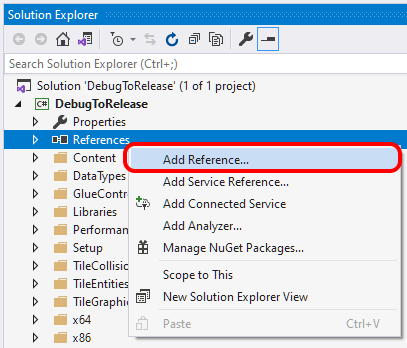 Solution Explorer
Search Solution Explorer (Ctrl+;)
Solution 'DebugToRelease' (1 of 1 project)
C# DebugToRelease
Properties
References
Content
DataTypes
GlueContr
Libraries
Performan
Setup
TileCollisio
TileEntities
TileGraphic
x64
x86
Add Reference...
Add Service Reference...
Add Connected Service
Add Analyzer...
Manage NuGet Packages...
Scope to This
New Solution Explorer View
Paste Ctrl+V